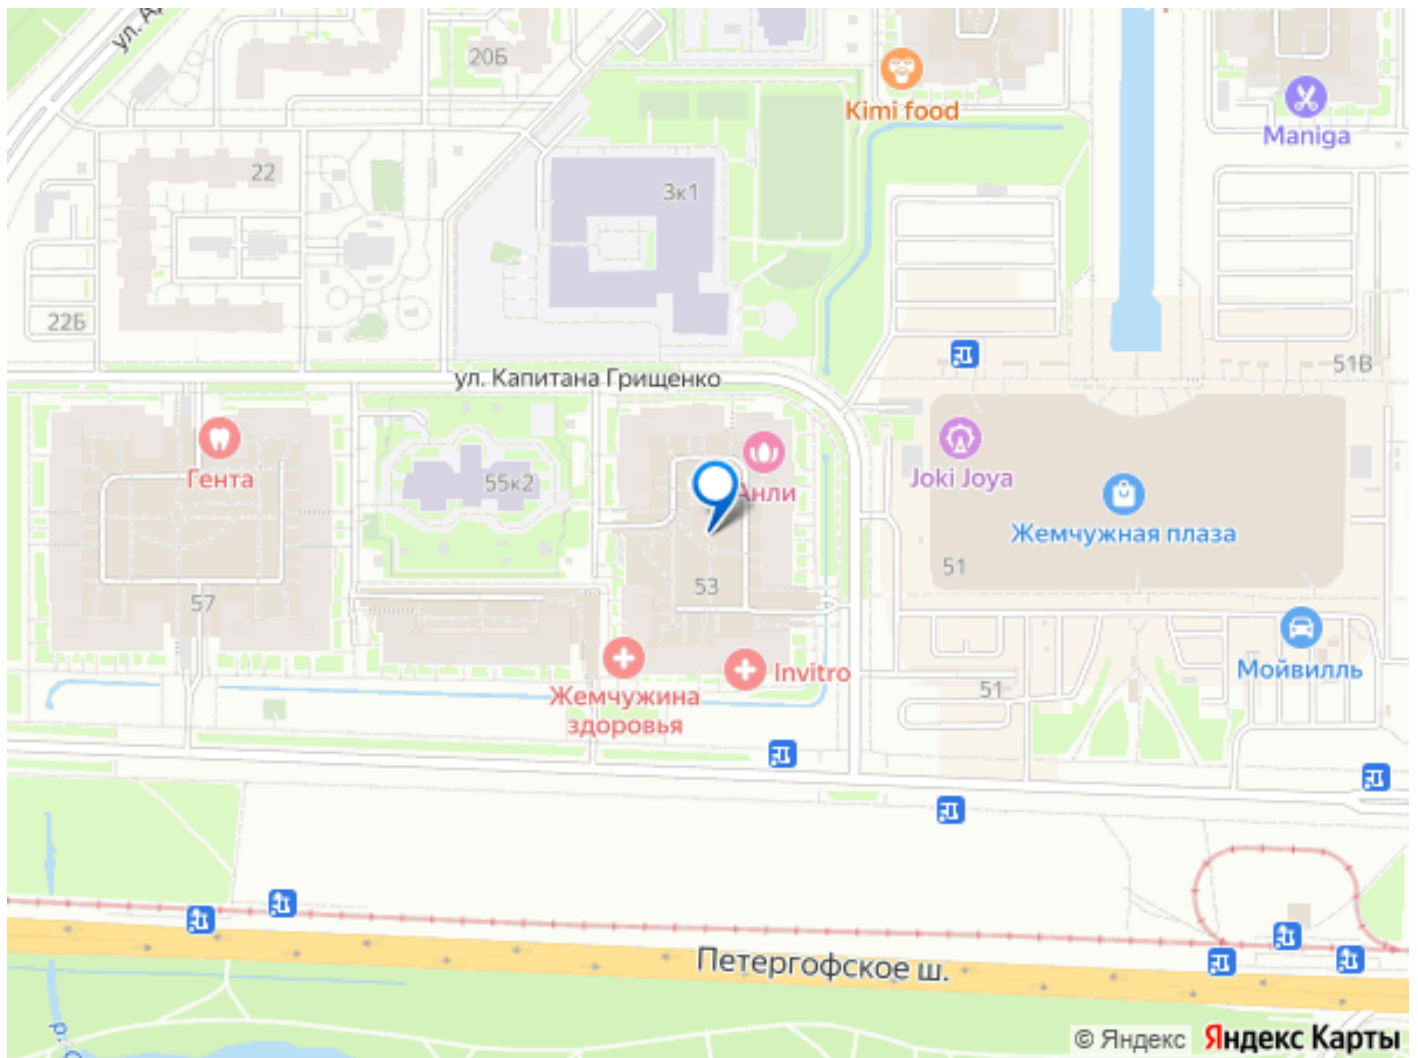 ул.
20Б
Kimi food
Maniga
22
3к1
22Б
51В
ул. Капитана Грищенко
Гента
55к2
Анли
Joki Joya
Жемчужная плаза
51
53
57
Мойвилль
Invitro
51
Жемчужина
здоровья
Петергофское ш.
р.
© Яндекс Яндекс Карты